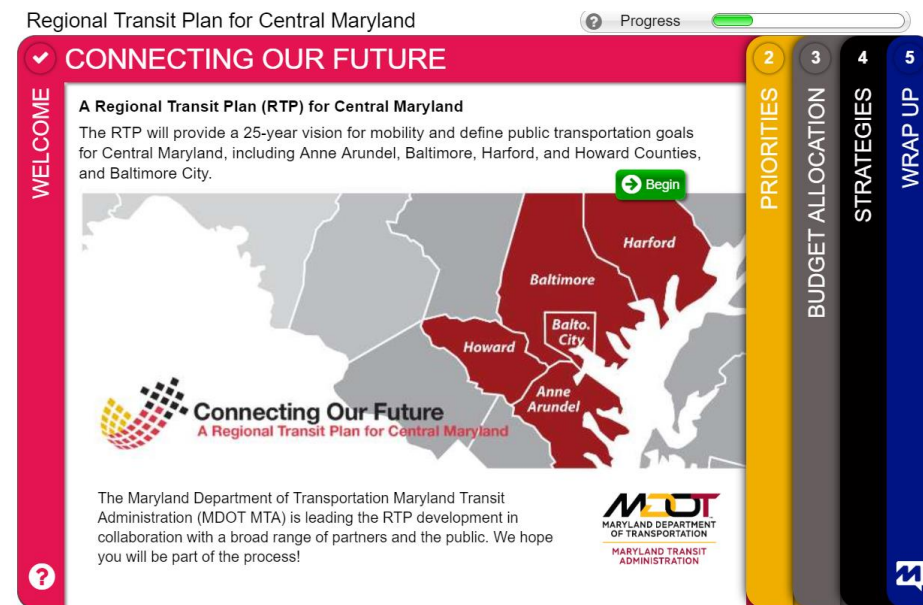 Regional Transit Plan for Central Maryland
? Progress
CONNECTING OUR FUTURE
WELCOME
A Regional Transit Plan (RTP) for Central Maryland
The RTP will provide a 25-year vision for mobility and define public transportation goals
for Central Maryland, including Anne Arundel, Baltimore, Harford, and Howard Counties,
and Baltimore City.
Begin
Harford
Baltimore
Balto.
City
Howard
Anne
Arundel
Connecting Our Future
A Regional Transit Plan for Central Maryland
The Maryland Department of Transportation Maryland Transit
Administration (MDOT MTA) is leading the RTP development in
collaboration with a broad range of partners and the public. We hope
you will be part of the process!
MDOT
MARYLAND DEPARTMENT
OF TRANSPORTATION
MARYLAND TRANSIT
ADMINISTRATION
?
2
PRIORITIES
3
BUDGET ALLOCATION
4
STRATEGIES
5
WRAP UP